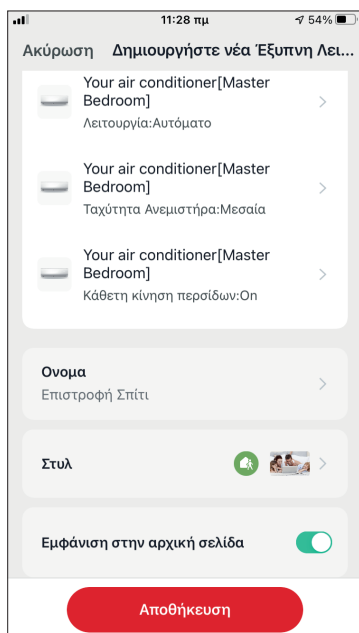 11:28 πμ
54%
Ακύρωση Δημιουργήστε νέα Έξυπνη Λει...
Your air conditioner[Master
Bedroom]
Λειτουργία:Αυτόματο
Your air conditioner[Master
Bedroom]
Ταχύτητα Ανεμιστήρα:Μεσαία
Your air conditioner[Master
Bedroom]
Κάθετη κίνηση περσίδων:On
Ονομα
Επιστροφή Σπίτι
Στυλ
Εμφάνιση στην αρχική σελίδα
Αποθήκευση